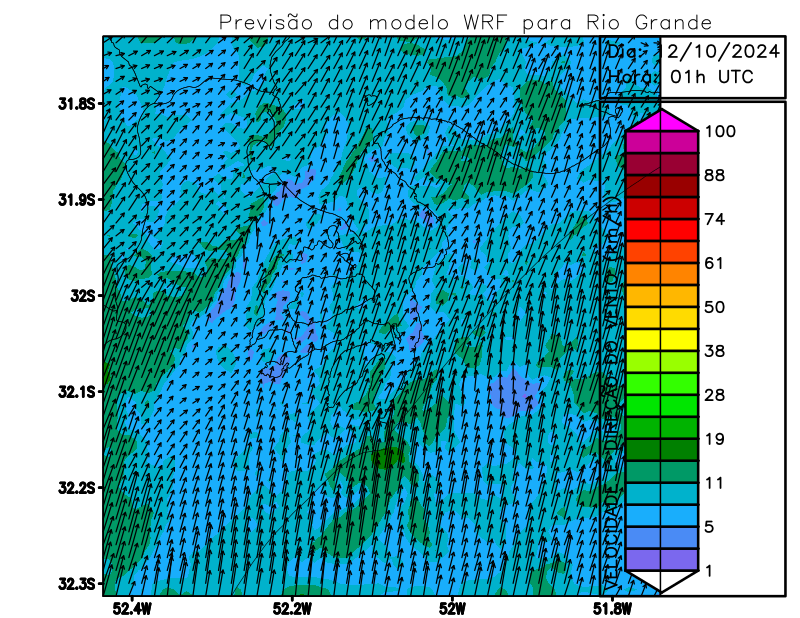 Previsão do modelo WRF para Rio Grande
Dia: 2/10/2024
Hora: 01h UTC
31.8S
31.9S
32S
32.1S
32.2S
32.3S
52.4W
52.2W
52W
51.8W
VELOCIDADE E DIREÇÃO DO VENTO (km/h)
100
88
74
61
50
38
28
19
11
5
1